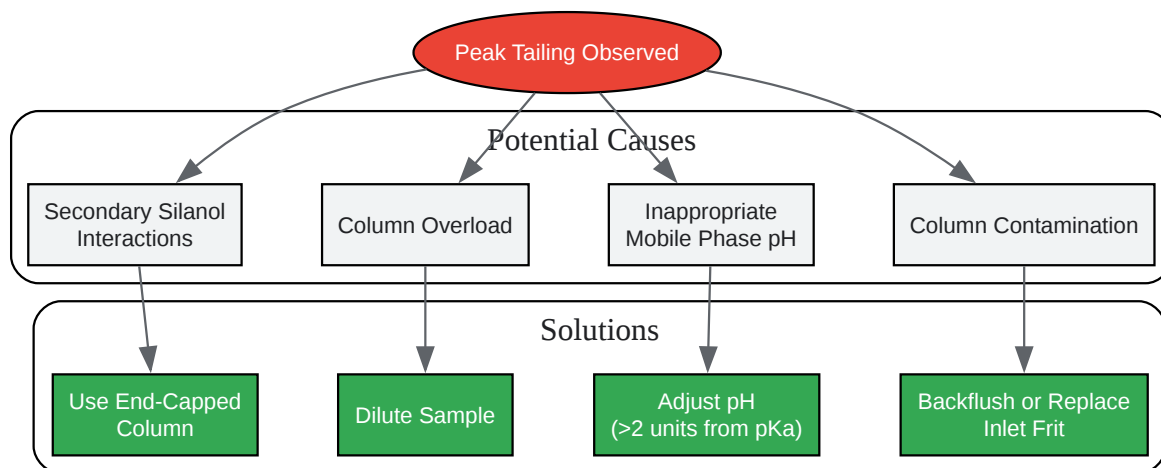 Peak Tailing Observed
Potential Causes
Secondary Silanol
Interactions
Column Overload
Inappropriate
Mobile Phase pH
Column Contamination
Solutions
Use End-Capped
Column
Dilute Sample
Adjust pH
(>2 units from pKa)
Backflush or Replace
Inlet Frit